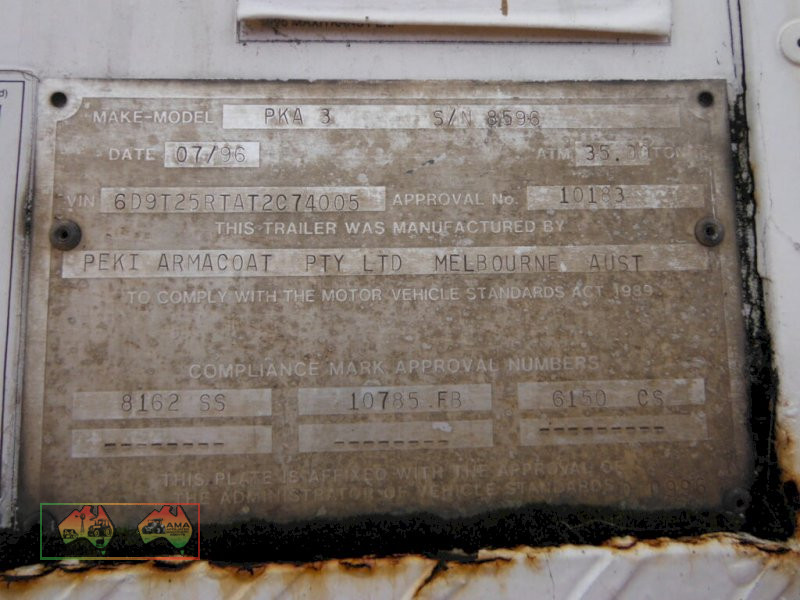 MAKE-MODEL PKA 3 S/N 8596
DATE 07/96 ATM 35.00TON
VIN 6D9T25RTAT2C74005 APPROVAL No. 10183
THIS TRAILER WAS MANUFACTURED BY
PEKI ARMACOAT PTY LTD MELBOURNE AUST
TO COMPLY WITH THE MOTOR VEHICLE STANDARDS ACT 1989
COMPLIANCE MARK APPROVAL NUMBERS
8162 SS 10785 FB 6150 CS
-------- -------- --------
THIS PLATE IS AFFIXED WITH THE APPROVAL OF
THE ADMINISTRATOR OF VEHICLE STANDARDS
AMA